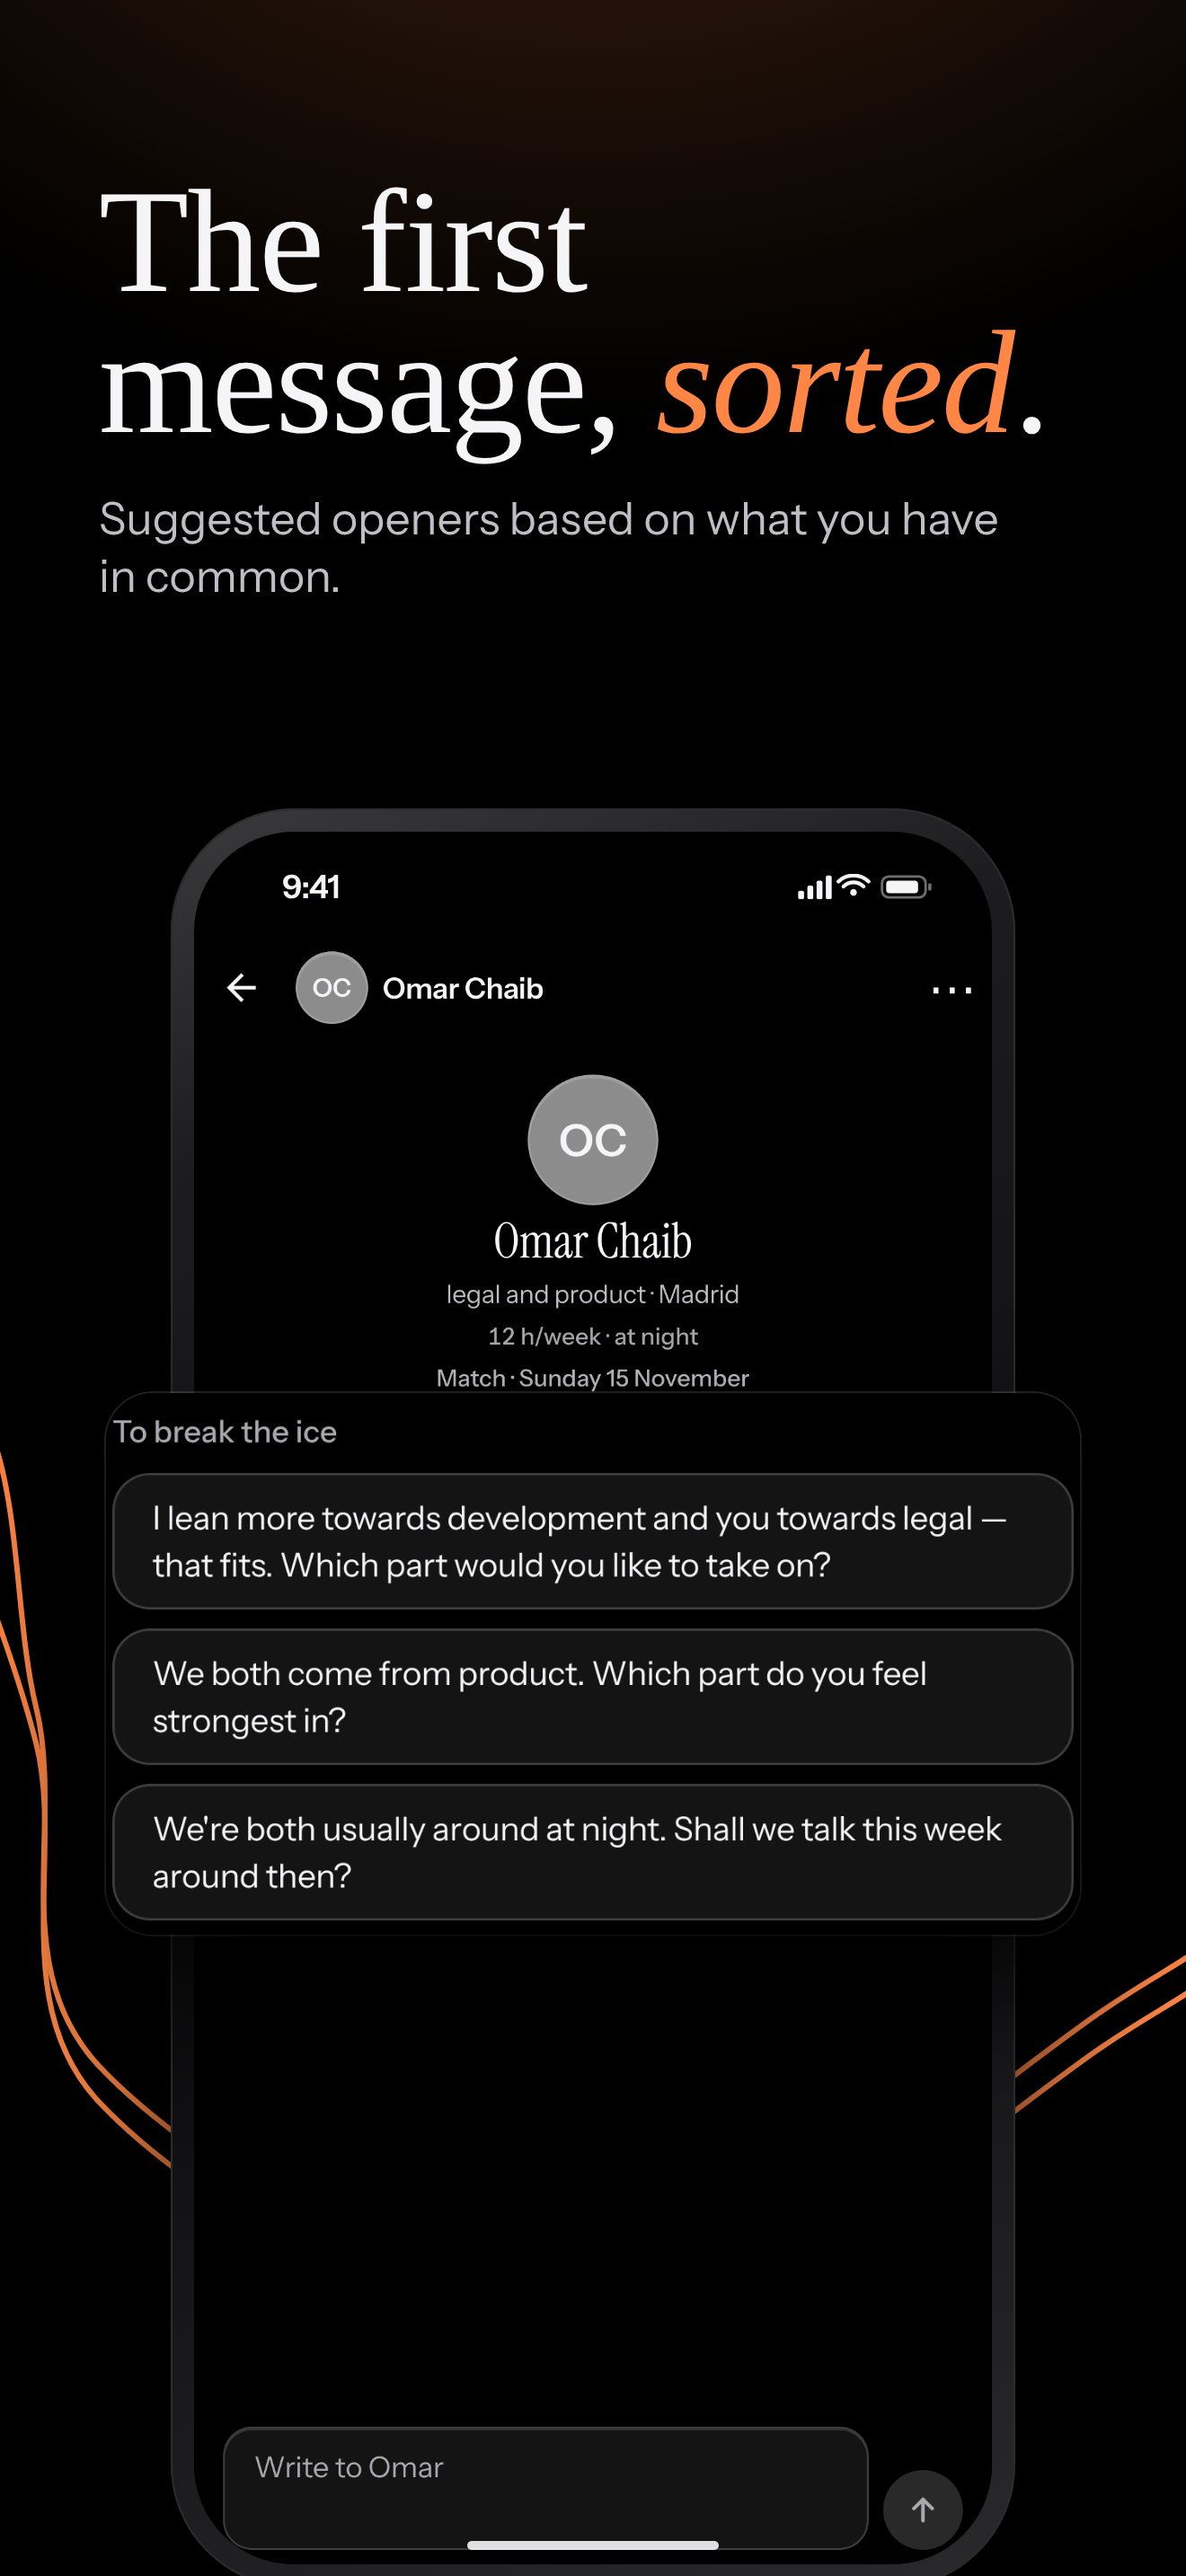 The first
message, sorted.
Suggested openers based on what you have
in common.
9:41
OC Omar Chaib
OC
Omar Chaib
legal and product · Madrid
12 h/week · at night
Match · Sunday 15 November
To break the ice
I lean more towards development and you towards legal —
that fits. Which part would you like to take on?
We both come from product. Which part do you feel
strongest in?
We're both usually around at night. Shall we talk this week
around then?
Write to Omar